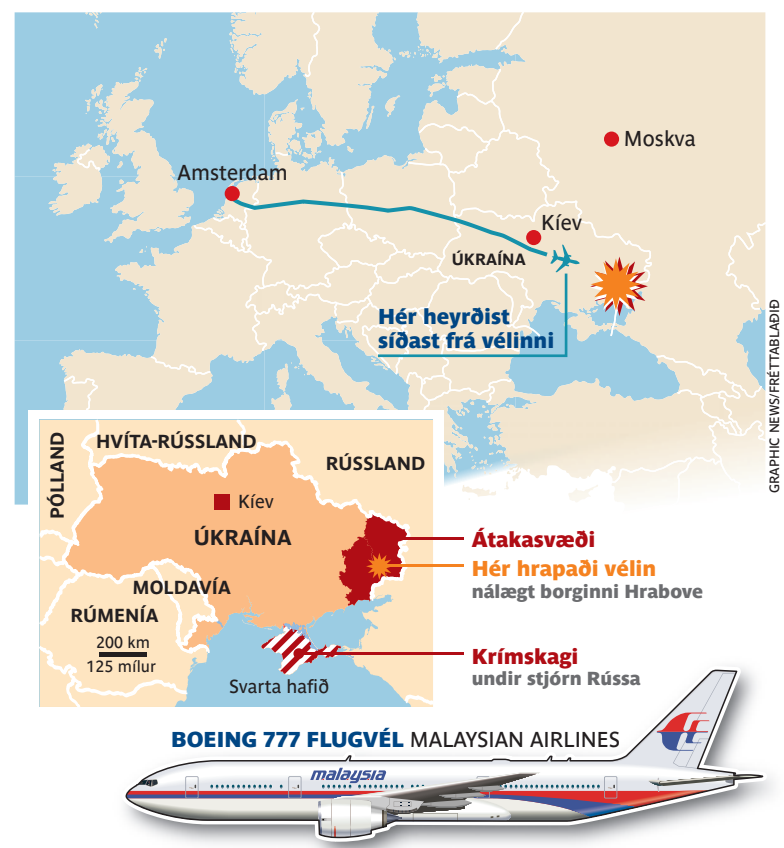 Moskva
Amsterdam
Kíev
ÚKRAÍNA
Hér heyrðist
síðast frá vélinni
GRAPHIC NEWS/FRÉTTABLAÐIÐ
PÓLLAND
HVÍTA-RÚSSLAND
RÚSSLAND
Kíev
ÚKRAÍNA
Átakasvæði
Hér hrapaði vélin
nálægt borginni Hrabove
MOLDAVÍA
RÚMENÍA
200 km
125 mílur
Krímskagi
undir stjórn Rússa
Svarta hafið
BOEING 777 FLUGVÉL MALAYSIAN AIRLINES
malaysia